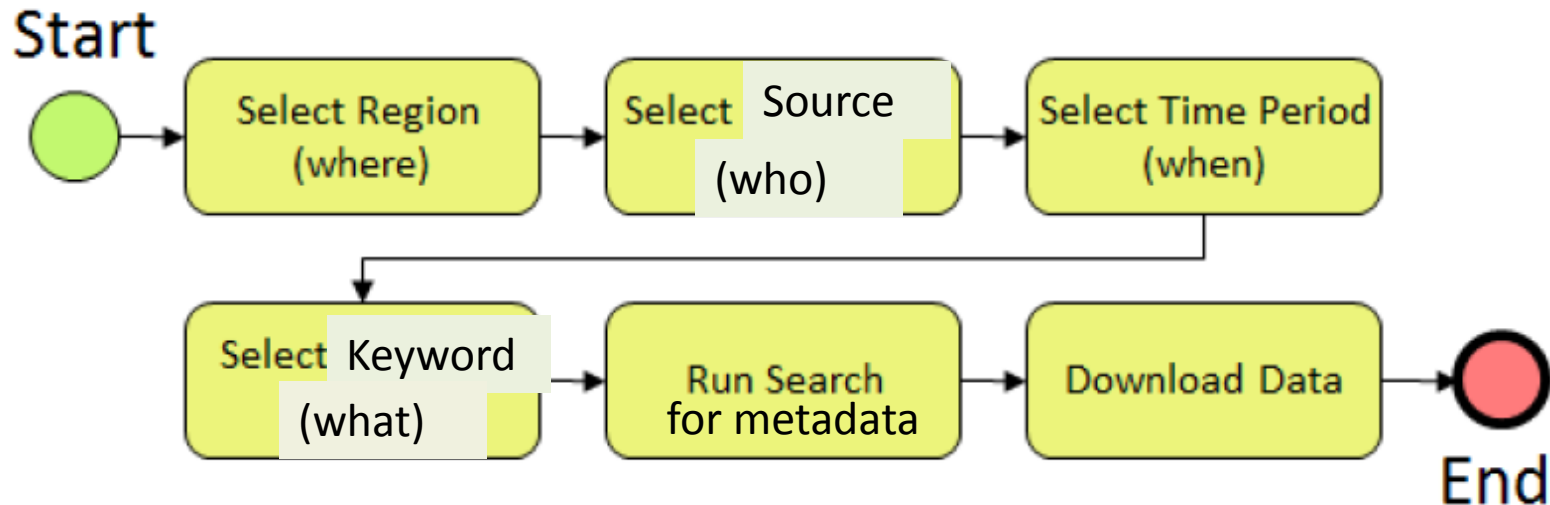 Start
Select Region
(where)
Select Source
(who)
Select Time Period
(when)
Select Keyword
(what)
Run Search
for metadata
Download Data
End